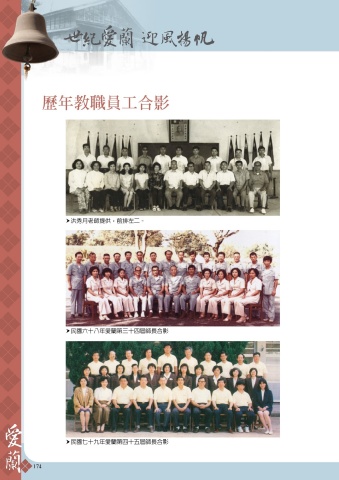 世紀愛蘭 迎風揚帆
歷年教職員工合影
➤洪秀月老師提供，前排左二。
➤民國六十八年愛蘭第三十四屆師長合影
➤民國七十九年愛蘭第四十五屆師長合影
愛蘭
174